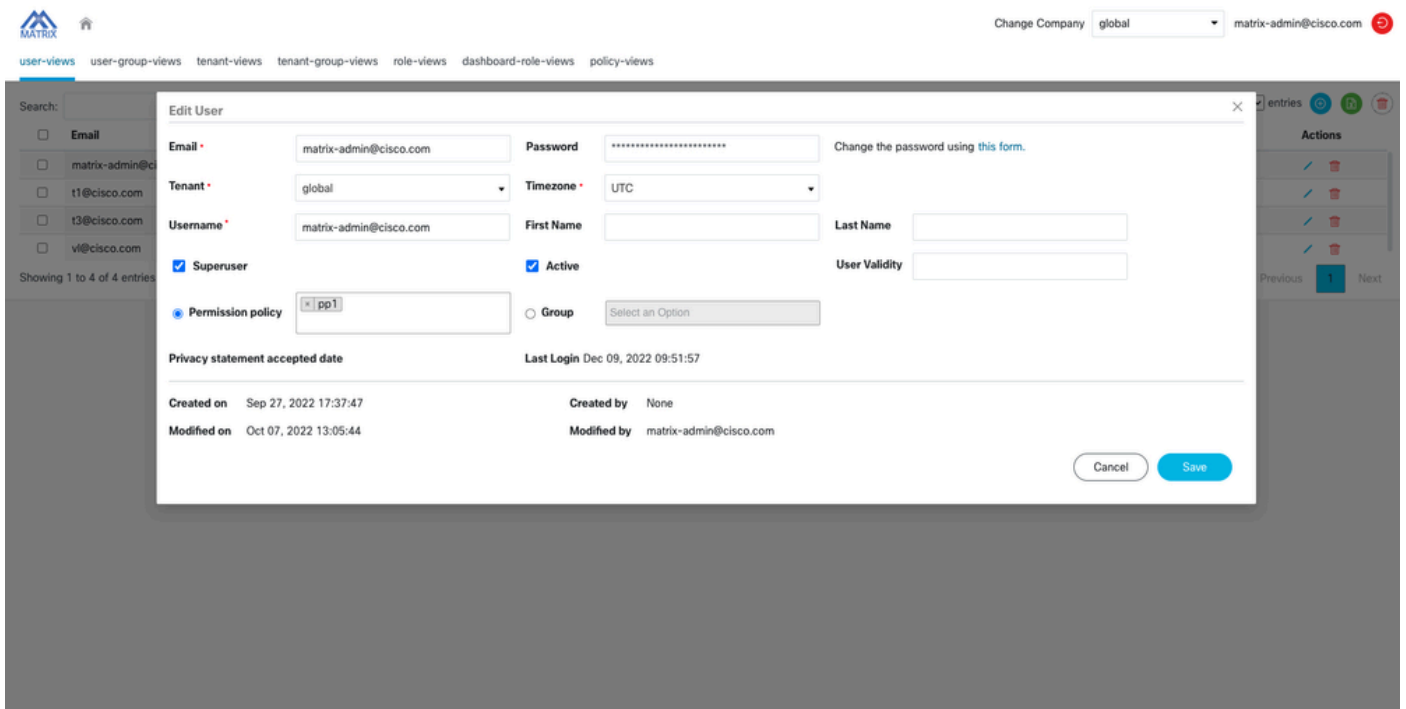 MATRIX
Change Company global matrix-admin@cisco.com
user-views user-group-views tenant-views tenant-group-views role-views dashboard-role-views policy-views
Search: entries
Edit User ×
Email Actions
Email * matrix-admin@cisco.com Password ************************* Change the password using this form.
matrix-admin@ci
Tenant * global Timezone * UTC
t1@cisco.com
t3@cisco.com
Username * matrix-admin@cisco.com First Name Last Name
vl@cisco.com
Superuser Active User Validity
Showing 1 to 4 of 4 entries Previous 1 Next
Permission policy × pp1 Group Select an Option
Privacy statement accepted date Last Login Dec 09, 2022 09:51:57
Created on Sep 27, 2022 17:37:47 Created by None
Modified on Oct 07, 2022 13:05:44 Modified by matrix-admin@cisco.com
Cancel Save